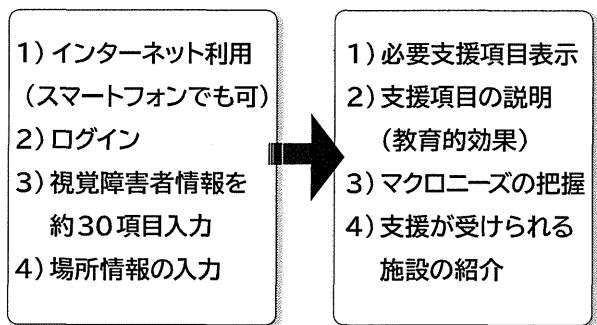 1）インターネット利用
（スマートフォンでも可）
2）ログイン
3）視覚障害者情報を
約30項目入力
4）場所情報の入力
1）必要支援項目表示
2）支援項目の説明
（教育的効果）
3）マクロニーズの把握
4）支援が受けられる
施設の紹介